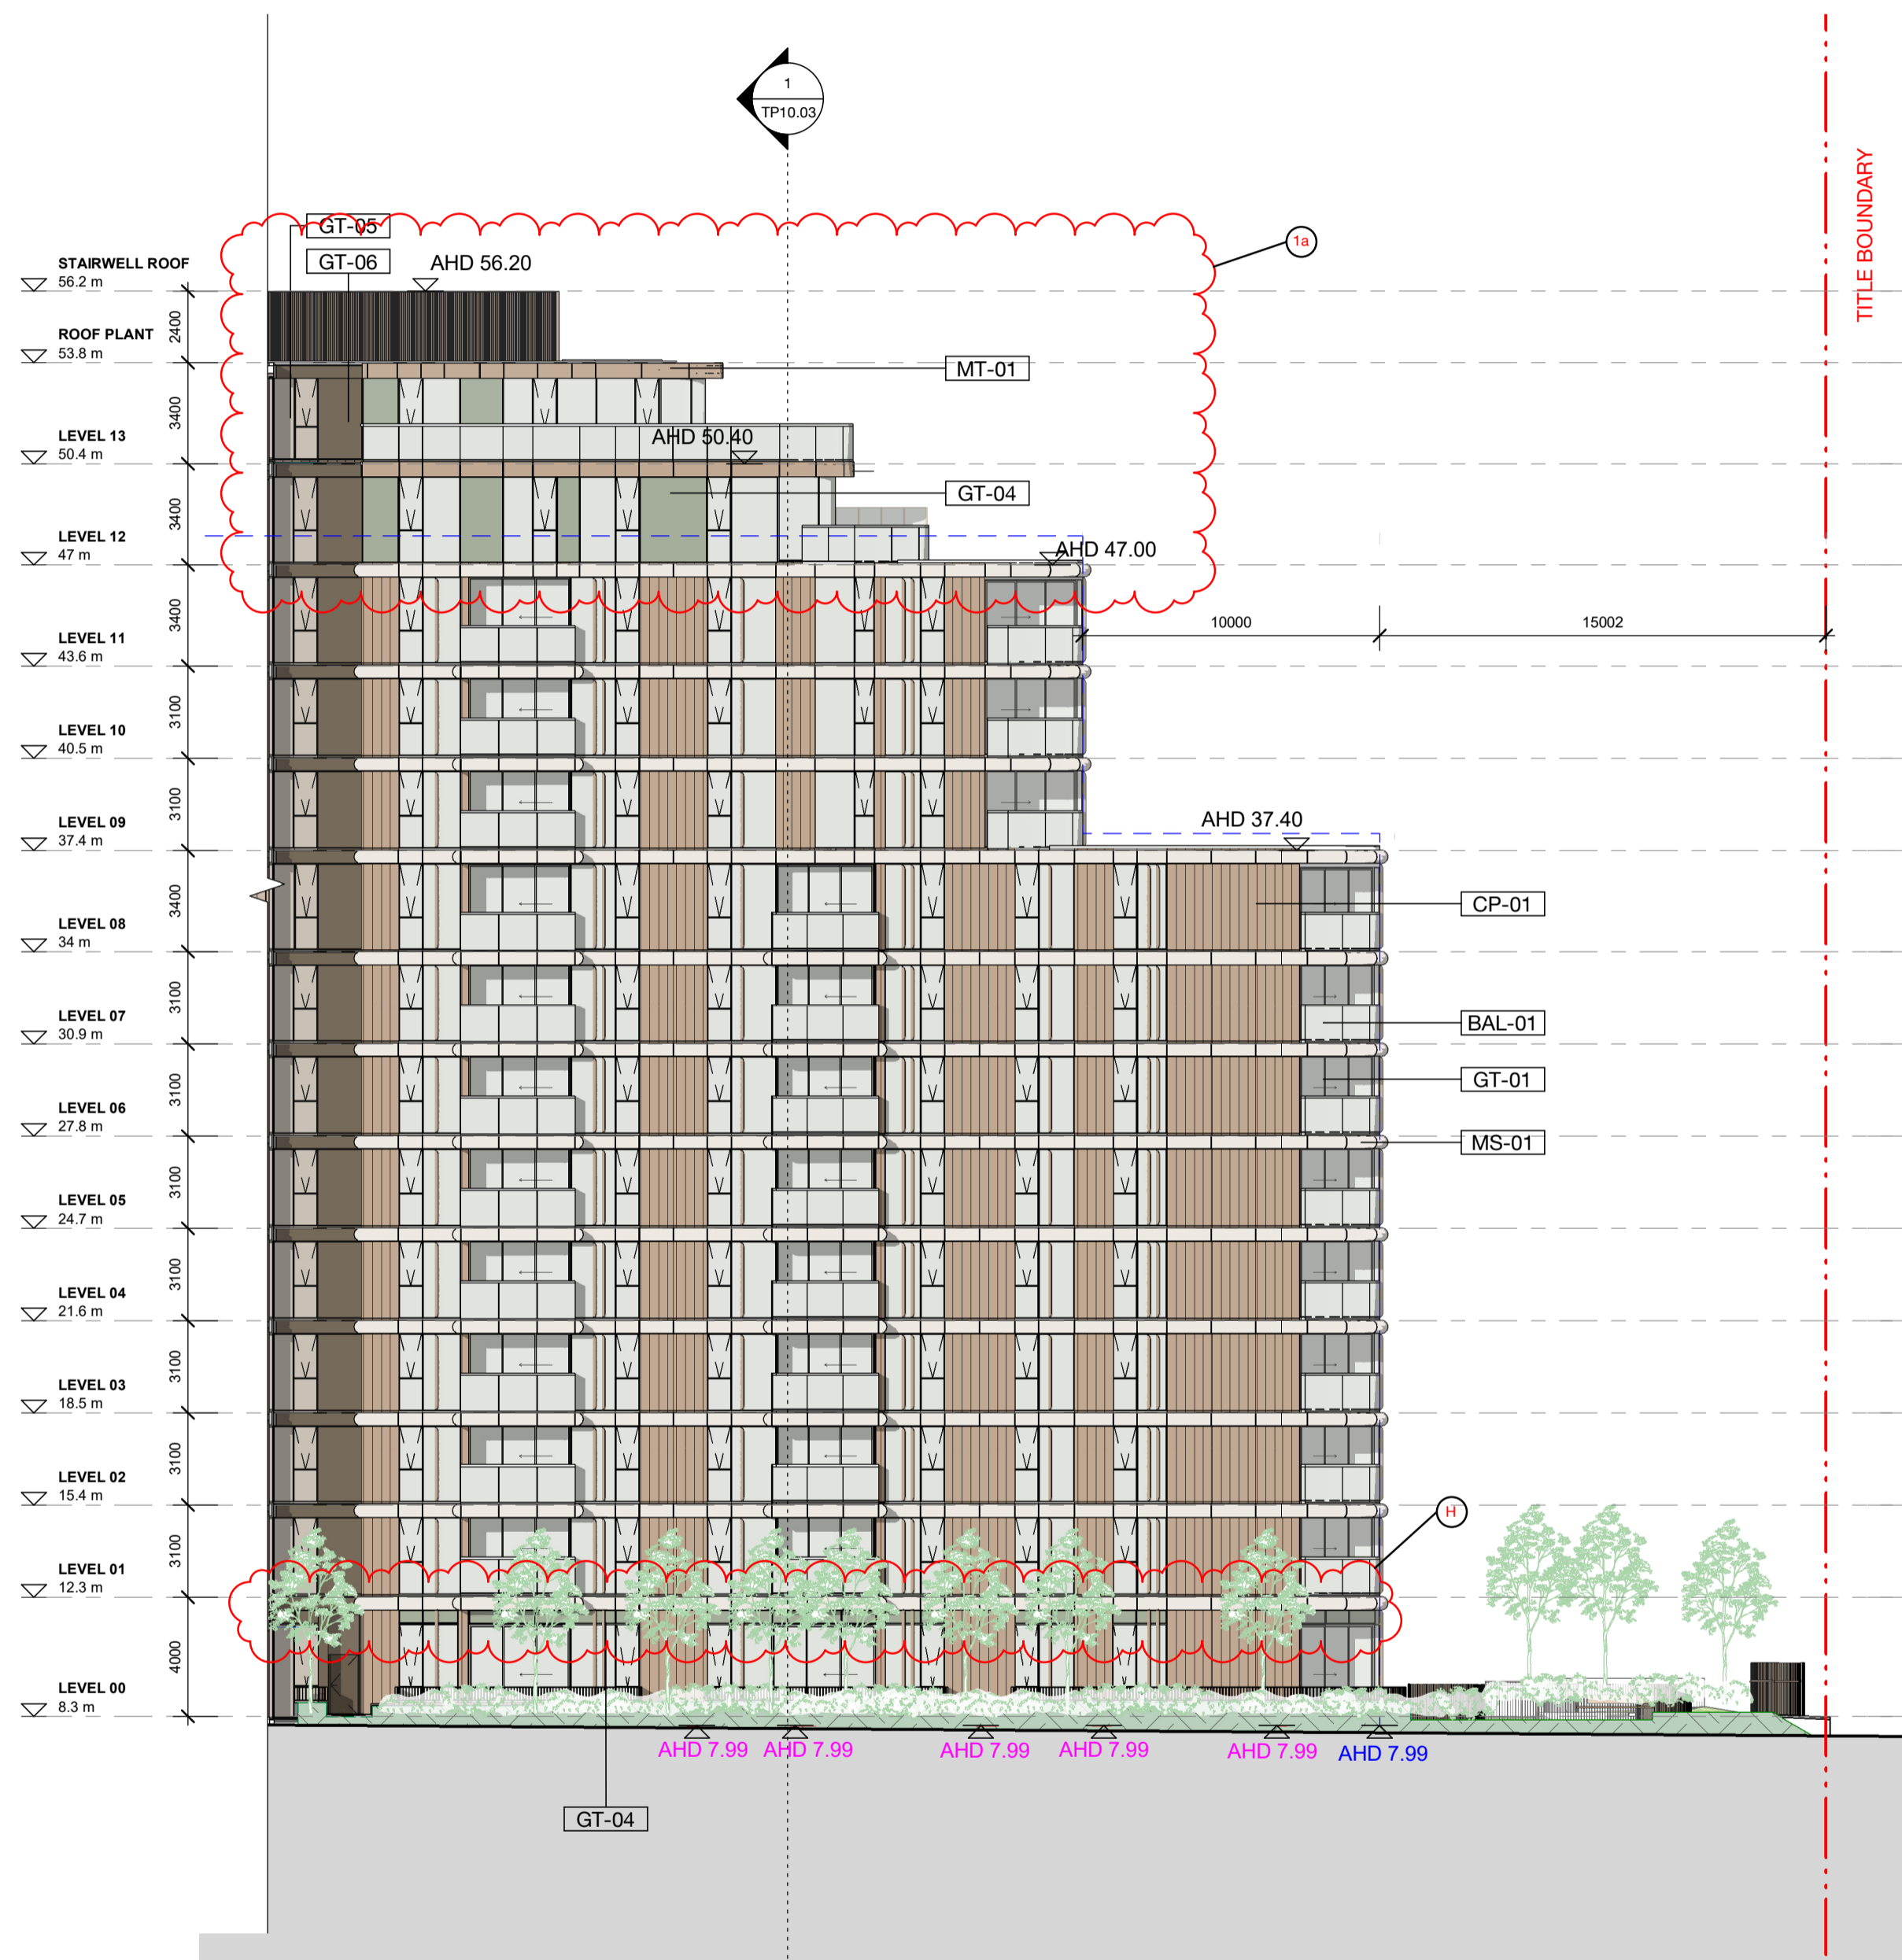 1
TP10.03
TITLE BOUNDARY
GT-05
1a
GT-06
AHD 56.20
STAIRWELL ROOF
56.2 m
2400
ROOF PLANT
53.8 m
MT-01
3400
LEVEL 13
50.4 m
AHD 50.40
GT-04
3400
LEVEL 12
47 m
AHD 47.00
3400
10000
15002
LEVEL 11
43.6 m
3100
LEVEL 10
40.5 m
3100
LEVEL 09
37.4 m
AHD 37.40
3400
CP-01
LEVEL 08
34 m
3100
BAL-01
LEVEL 07
30.9 m
3100
GT-01
LEVEL 06
27.8 m
MS-01
3100
LEVEL 05
24.7 m
3100
LEVEL 04
21.6 m
3100
LEVEL 03
18.5 m
3100
LEVEL 02
15.4 m
H
3100
LEVEL 01
12.3 m
4000
LEVEL 00
8.3 m
AHD 7.99
AHD 7.99
AHD 7.99
AHD 7.99
AHD 7.99
AHD 7.99
GT-04